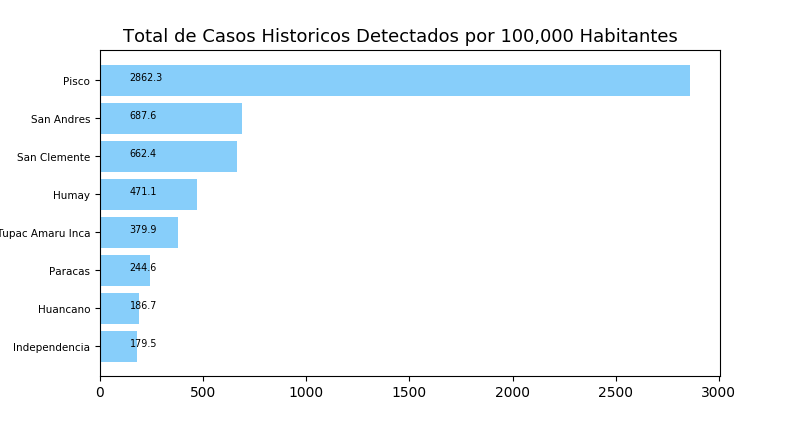 Total de Casos Historicos Detectados por 100,000 Habitantes
Pisco 2862.3
San Andres 687.6
San Clemente 662.4
Humay 471.1
Tupac Amaru Inca 379.9
Paracas 244.6
Huancano 186.7
Independencia 179.5
0 500 1000 1500 2000 2500 3000